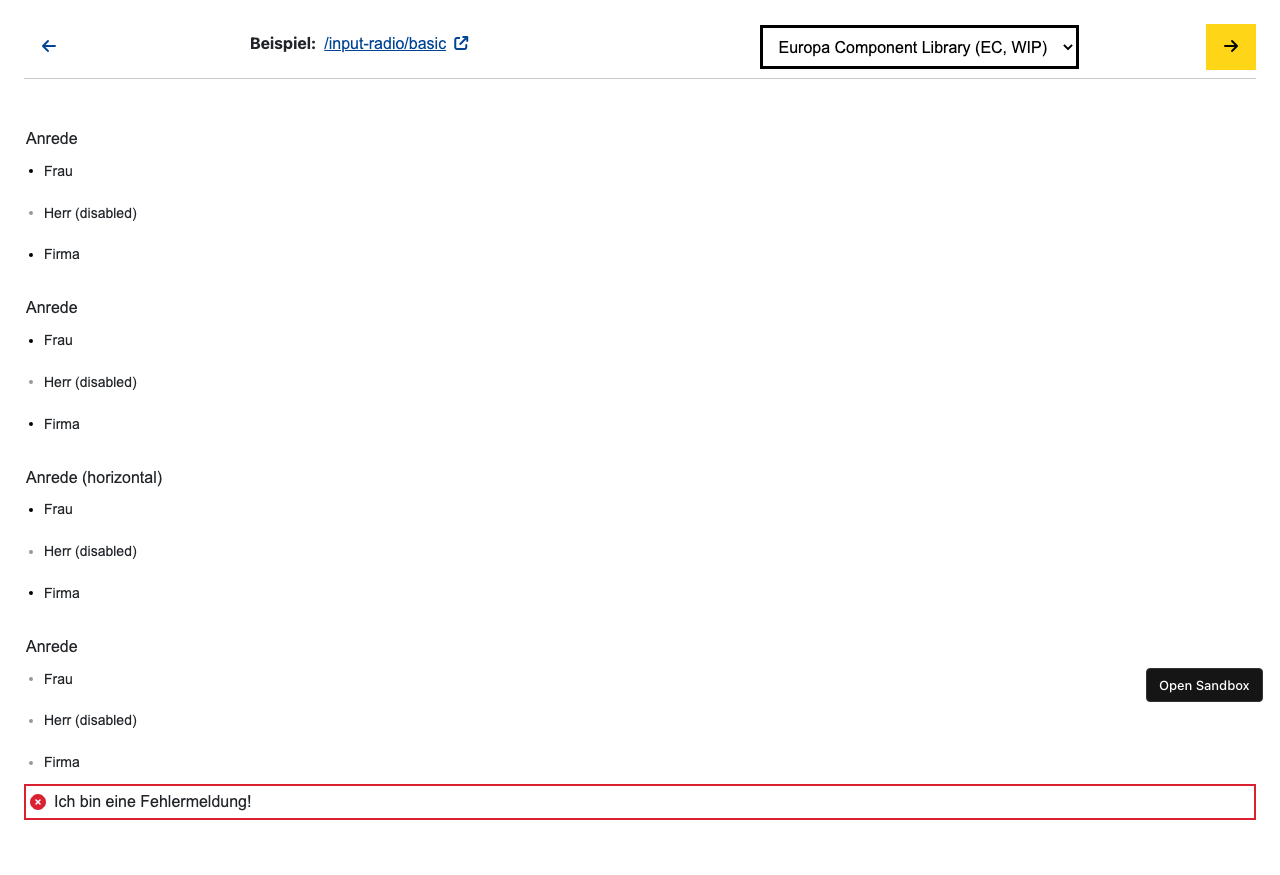 Beispiel: /input-radio/basic
Europa Component Library (EC, WIP)
Anrede
Frau
Herr (disabled)
Firma
Anrede
Frau
Herr (disabled)
Firma
Anrede (horizontal)
Frau
Herr (disabled)
Firma
Anrede
Frau
Open Sandbox
Herr (disabled)
Firma
Ich bin eine Fehlermeldung!